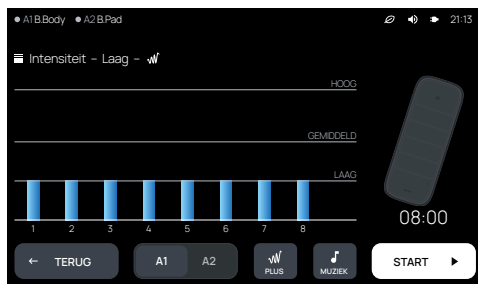 A1 B.Body A2 B.Pad 21:13
Intensiteit – Laag –
HOOG
GEMIDDELD
LAAG
1 2 3 4 5 6 7 8
08:00
← TERUG A1 A2 PLUS MUZIEK START